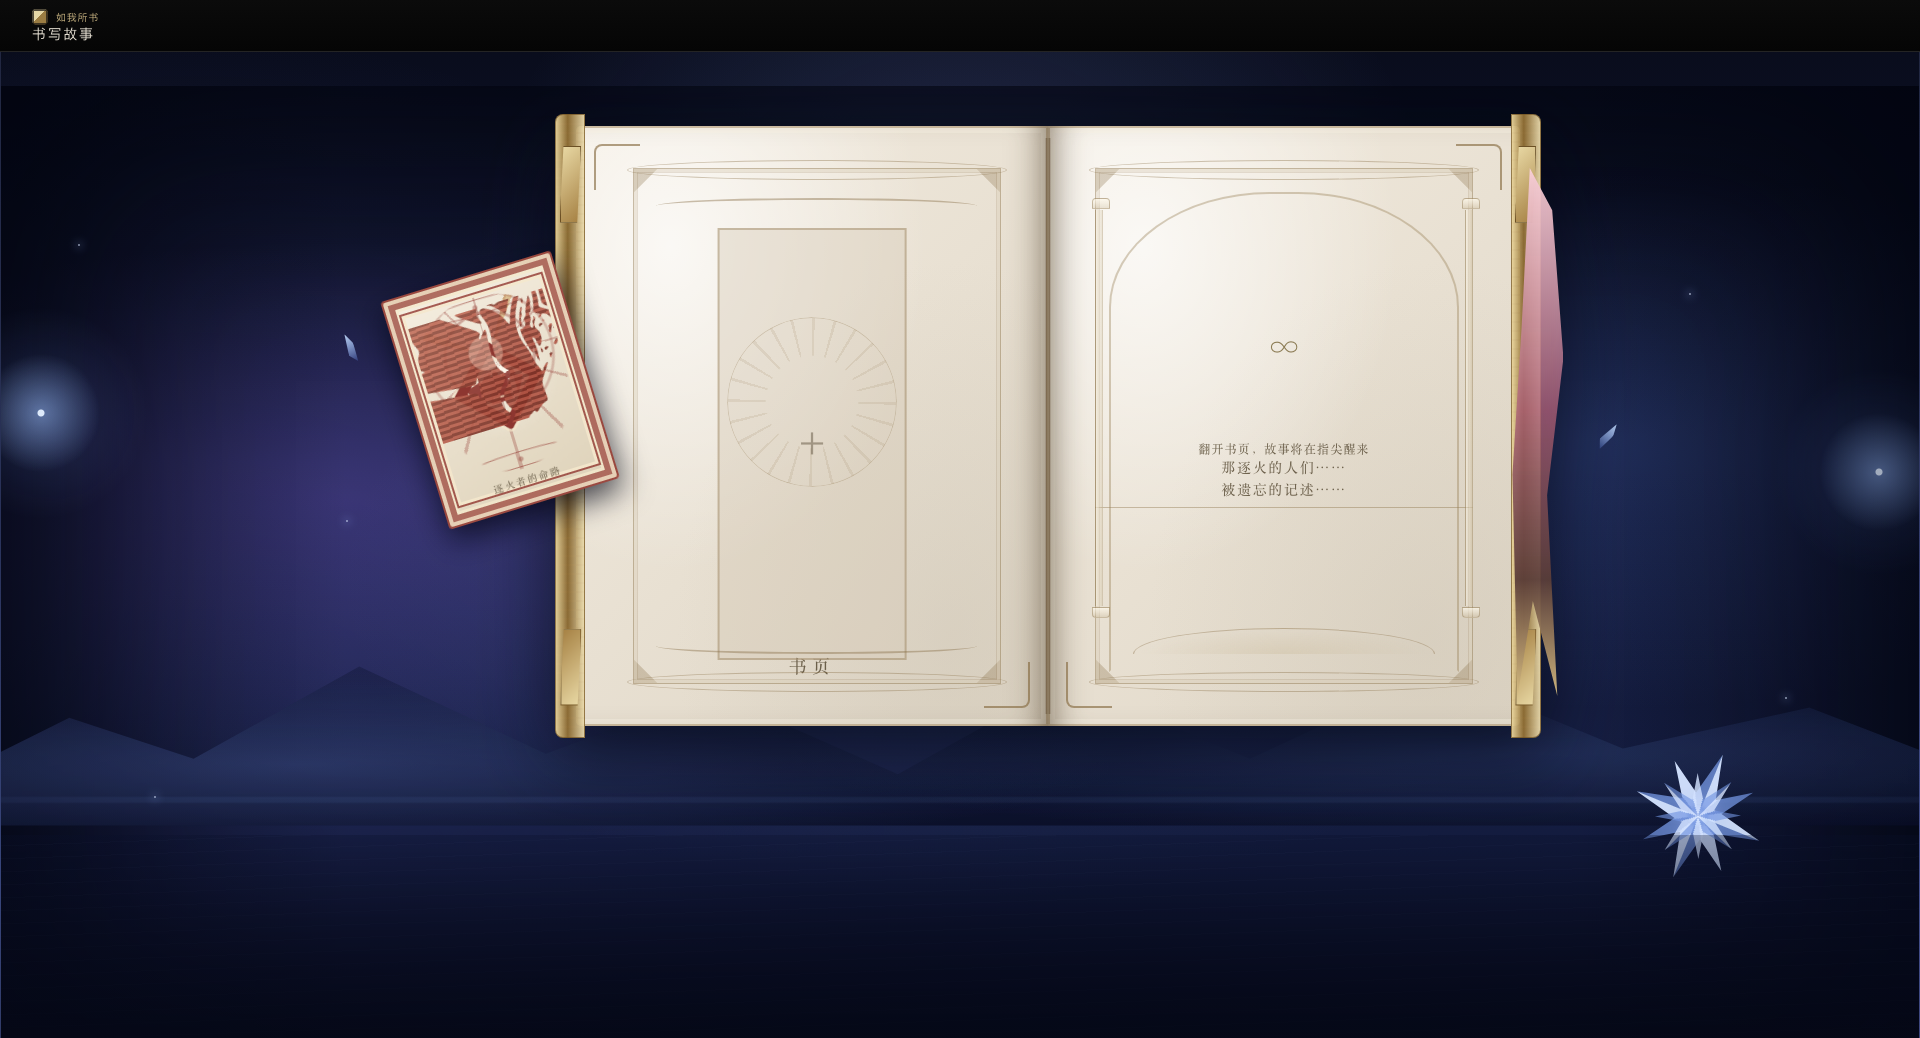 如我所书
书写故事
逐火者的命路
书页
翻开书页，故事将在指尖醒来
那逐火的人们……
被遗忘的记述……